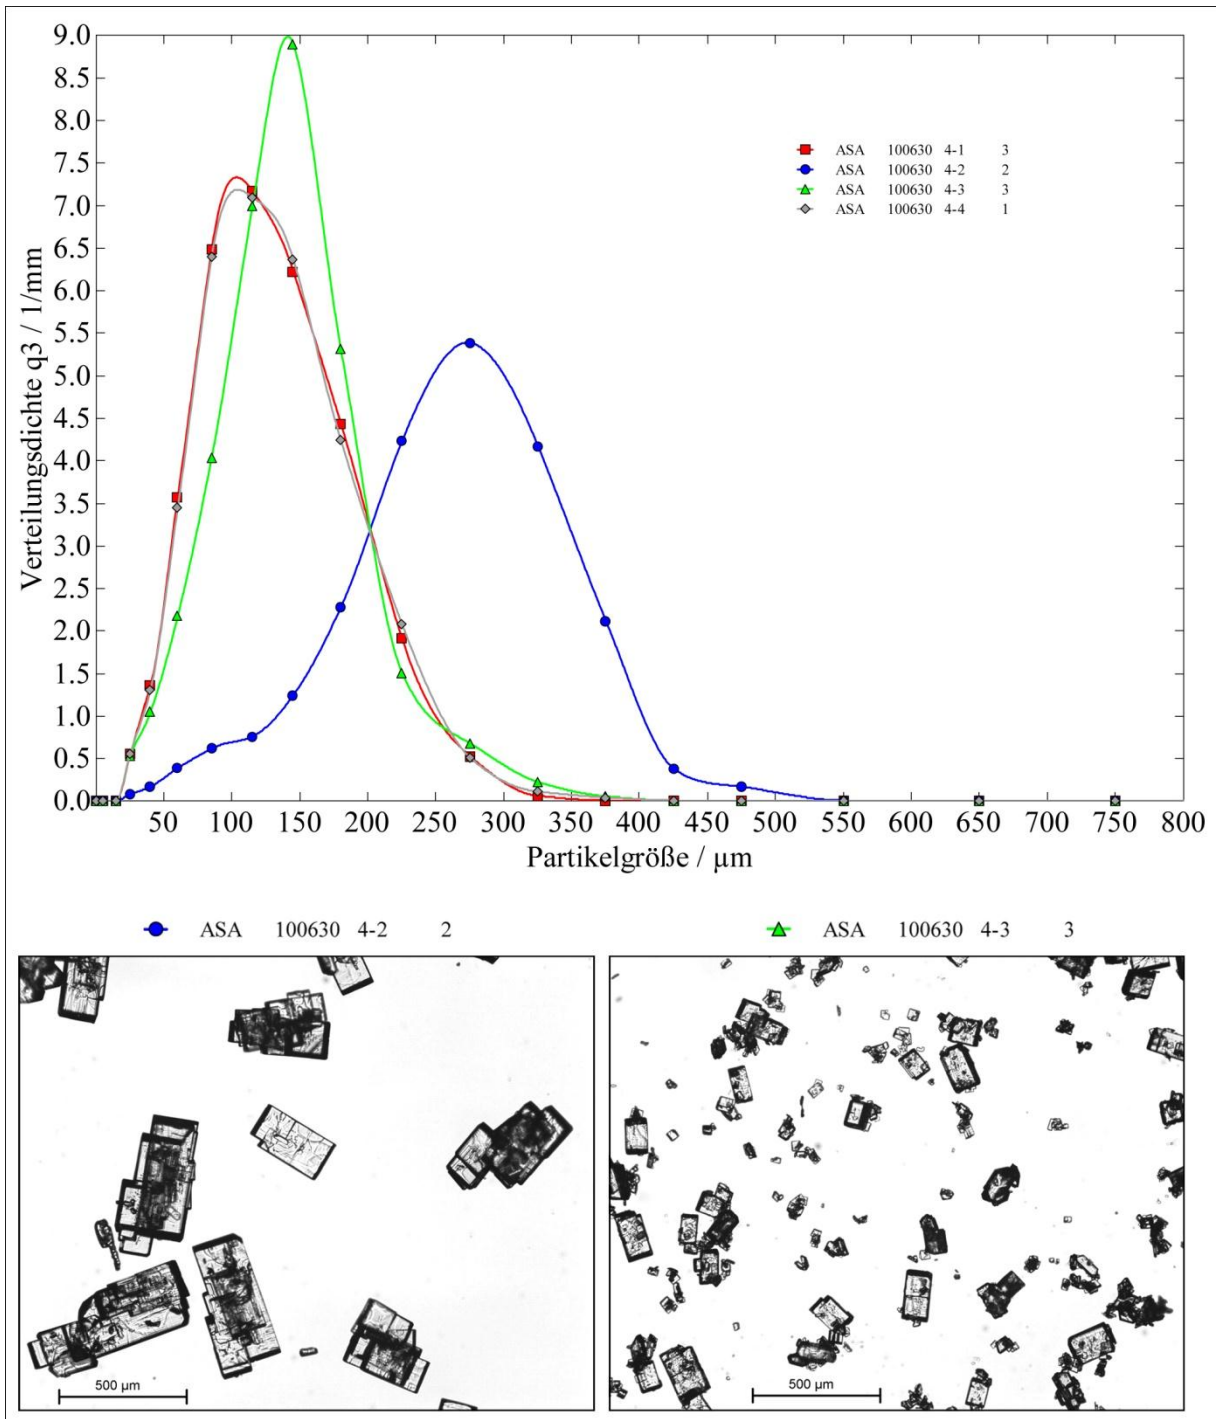 9.0
8.5
8.0
7.5
7.0
6.5
6.0
5.5
5.0
4.5
4.0
3.5
3.0
2.5
2.0
1.5
1.0
0.5
0.0
Verteilungsdichte q3 / 1/mm
ASA 100630 4-1 3
ASA 100630 4-2 2
ASA 100630 4-3 3
ASA 100630 4-4 1
50 100 150 200 250 300 350 400 450 500 550 600 650 700 750 800
Partikelgröße / µm
ASA 100630 4-2 2
ASA 100630 4-3 3
500 µm
500 µm